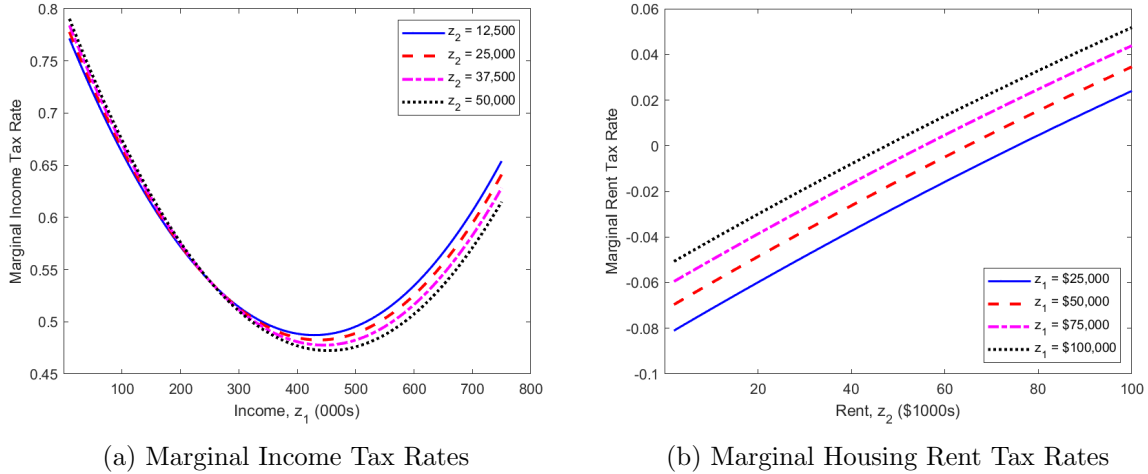 0.8
0.75
0.7
0.65
0.6
0.55
0.5
0.45
Marginal Income Tax Rate
100 200 300 400 500 600 700 800
Income, z₁ (000s)
z₂ = 12,500
z₂ = 25,000
z₂ = 37,500
z₂ = 50,000
(a) Marginal Income Tax Rates
0.06
0.04
0.02
0
-0.02
-0.04
-0.06
-0.08
-0.1
Marginal Rent Tax Rate
20 40 60 80 100
Rent, z₂ ($1000s)
z₁ = $25,000
z₁ = $50,000
z₁ = $75,000
z₁ = $100,000
(b) Marginal Housing Rent Tax Rates